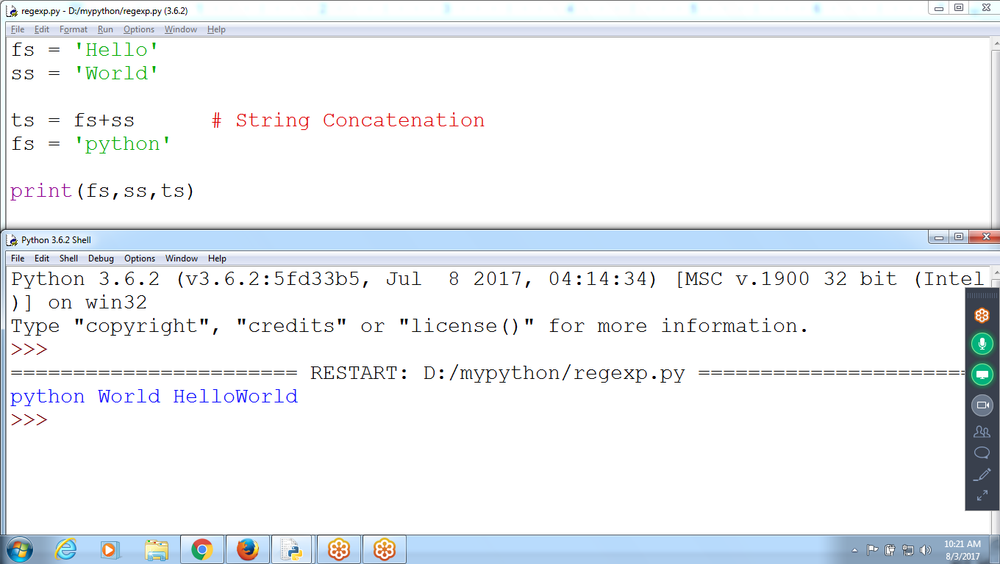 regexp.py - D:/mypython/regexp.py (3.6.2)
File Edit Format Run Options Window Help
fs = 'Hello'
ss = 'World'
ts = fs+ss # String Concatenation
fs = 'python'
print(fs,ss,ts)
Python 3.6.2 Shell
File Edit Shell Debug Options Window Help
Python 3.6.2 (v3.6.2:5fd33b5, Jul  8 2017, 04:14:34) [MSC v.1900 32 bit (Intel
)] on win32
Type "copyright", "credits" or "license()" for more information.
>>>
======================= RESTART: D:/mypython/regexp.py ======================
python World HelloWorld
>>>
10:21 AM
8/3/2017